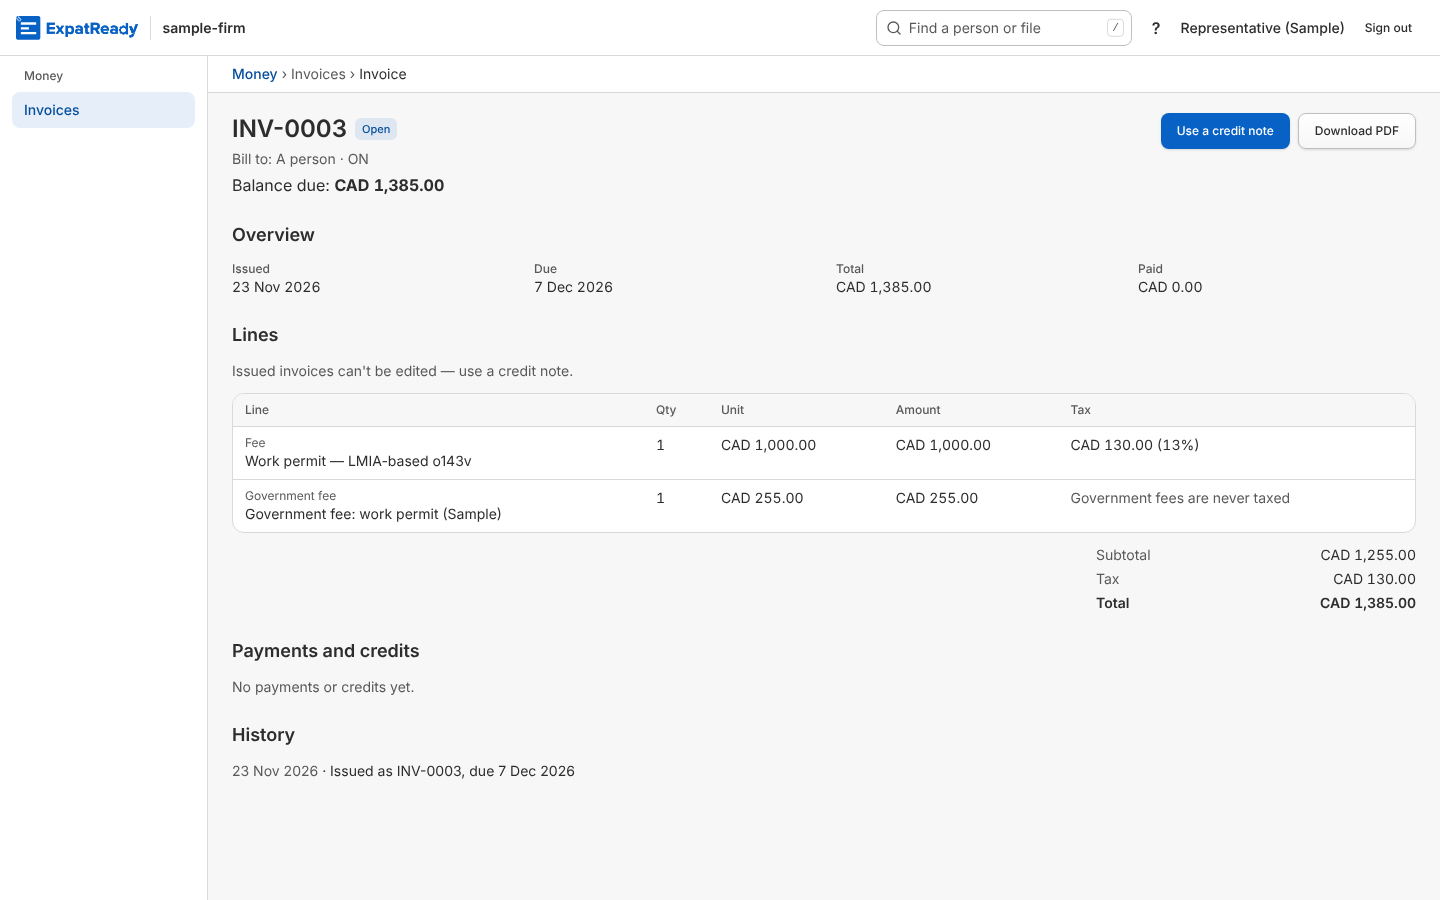 ExpatReady
sample-firm
Find a person or file
/
?
Representative (Sample)
Sign out
Money
Invoices
Money › Invoices › Invoice
INV-0003
Open
Use a credit note
Download PDF
Bill to: A person · ON
Balance due: CAD 1,385.00
Overview
Issued
23 Nov 2026
Due
7 Dec 2026
Total
CAD 1,385.00
Paid
CAD 0.00
Lines
Issued invoices can't be edited — use a credit note.
Line Qty Unit Amount Tax
Fee
Work permit — LMIA-based o143v
1 CAD 1,000.00 CAD 1,000.00 CAD 130.00 (13%)
Government fee
Government fee: work permit (Sample)
1 CAD 255.00 CAD 255.00 Government fees are never taxed
Subtotal CAD 1,255.00
Tax CAD 130.00
Total CAD 1,385.00
Payments and credits
No payments or credits yet.
History
23 Nov 2026 · Issued as INV-0003, due 7 Dec 2026